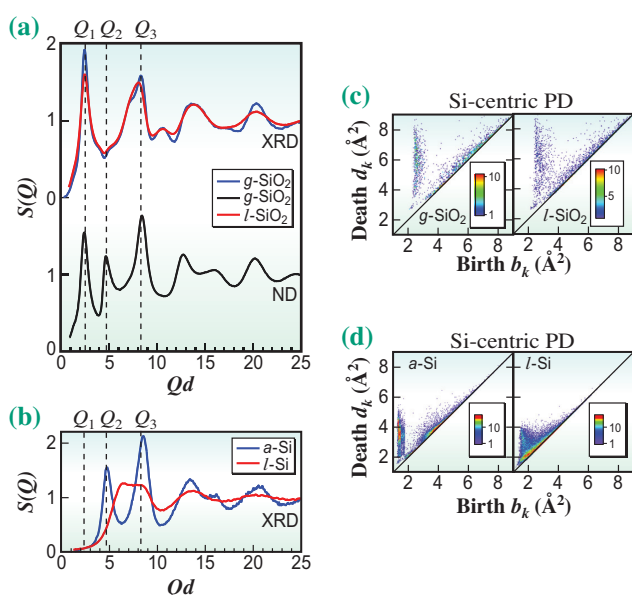 (a)
Q1 Q2 Q3
2
1
0
S(Q)
XRD
g-SiO2
g-SiO2
l-SiO2
1
0
ND
0 5 10 15 20 25
Qd
(b)
Q1 Q2 Q3
2
1
0
S(Q)
a-Si
l-Si
XRD
0 5 10 15 20 25
Od
(c)
Si-centric PD
Death dk (Å2)
8
6
4
2
10
1
g-SiO2
10
5
l-SiO2
2 4 6 8 2 4 6 8
Birth bk (Å2)
(d)
Si-centric PD
Death dk (Å2)
8
6
4
2
a-Si
10
1
l-Si
10
1
2 4 6 8 2 4 6 8
Birth bk (Å2)